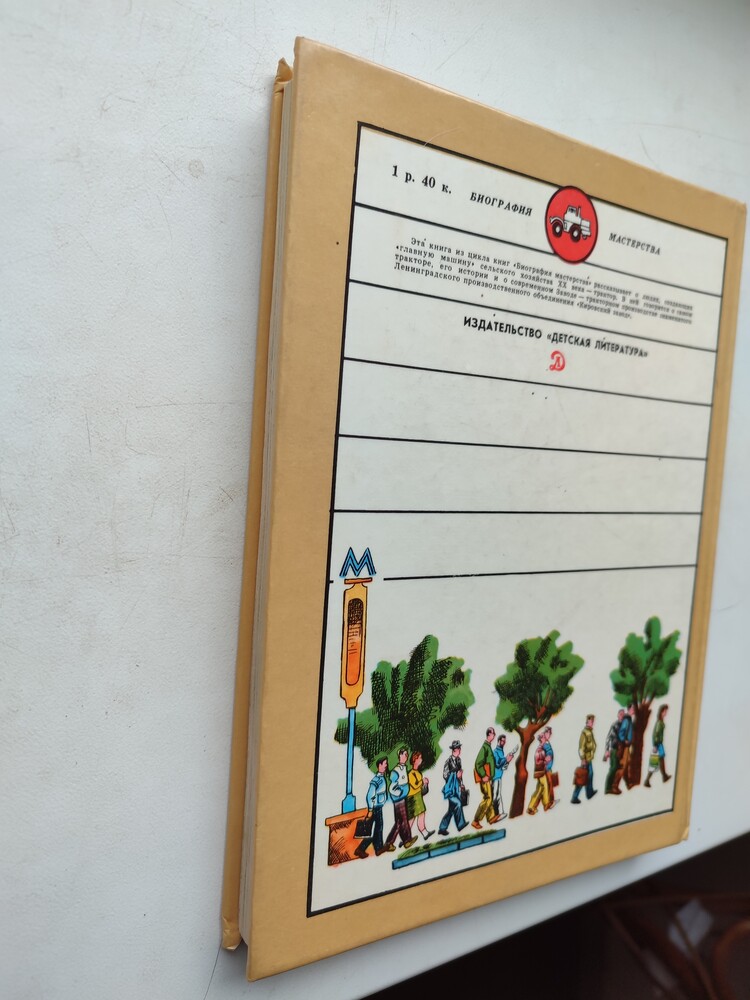 1 р. 40 к.
БИОГРАФИЯ
МАСТЕРСТВА
Эта книга из цикла книг «Биография мастерства» рассказывает о людях, создающих
«главную машину» сельского хозяйства XX века — трактор. В ней говорится о самом
тракторе, его истории и о современном Заводе — тракторном производстве знаменитого
Ленинградского производственного объединения «Кировский завод».
ИЗДАТЕЛЬСТВО «ДЕТСКАЯ ЛИТЕРАТУРА»
Д
М